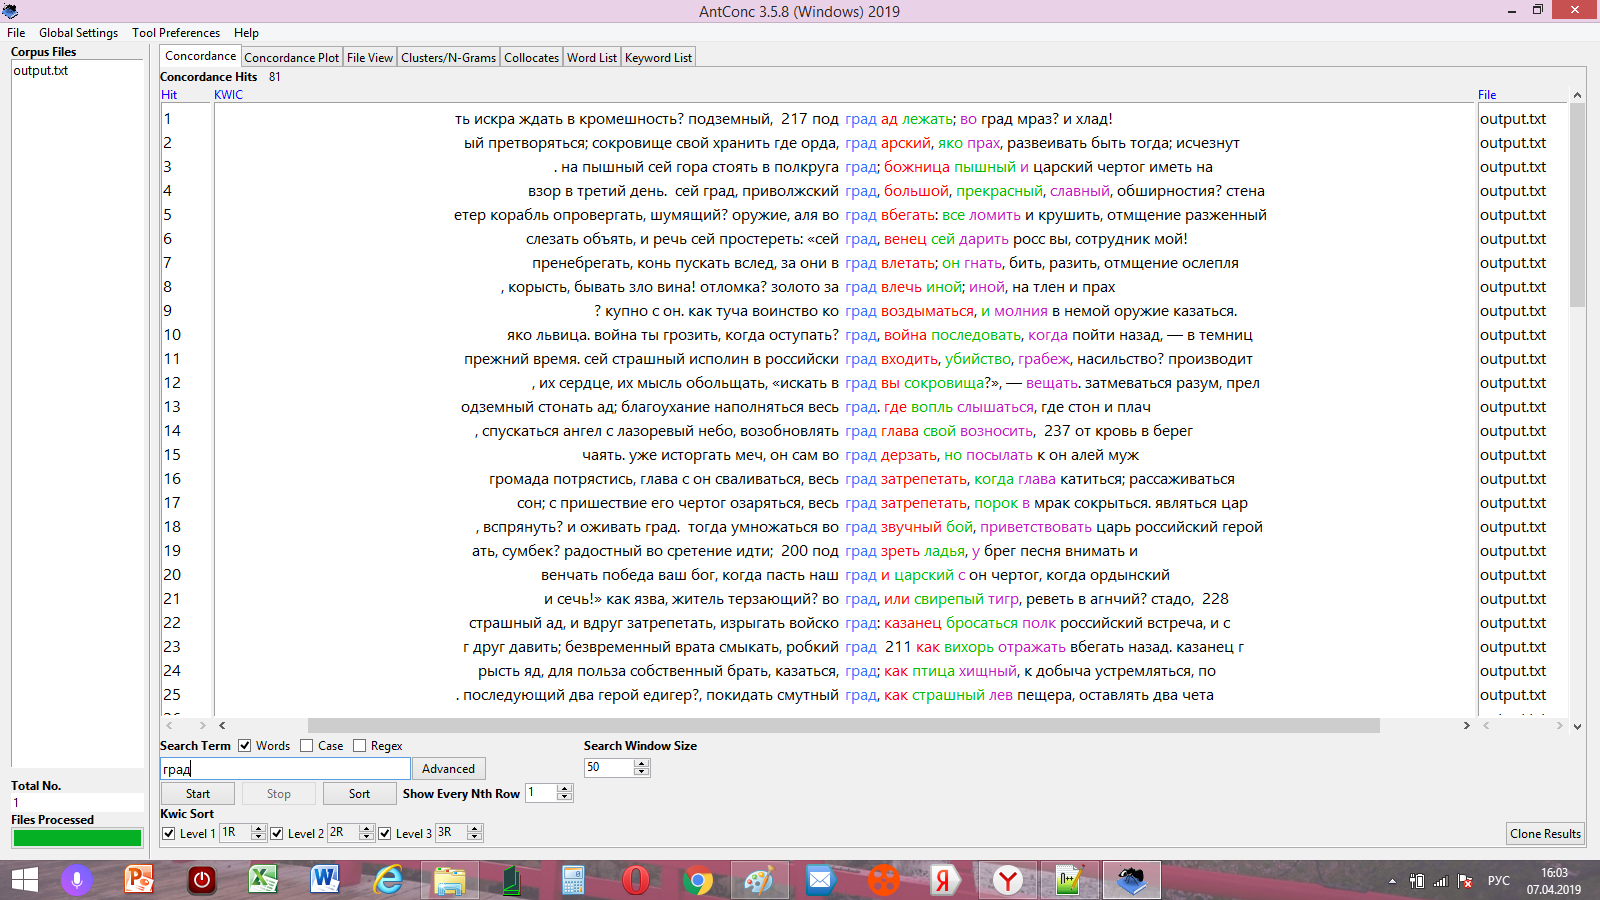 AntConc 3.5.8 (Windows) 2019
File Global Settings Tool Preferences Help
Corpus Files
output.txt
Concordance Concordance Plot File View Clusters/N-Grams Collocates Word List Keyword List
Concordance Hits 81
Hit KWIC File
1 ть искра ждать в кромешность? подземный, 217 под град ад лежать; во град мраз? и хлад! output.txt
2 ый претворяться; сокровище свой хранить где орда, град арский, яко прах, развеивать быть тогда; исчезнут output.txt
3 . на пышный сей гора стоять в полкруга град; божница пышный и царский чертог иметь на output.txt
4 взор в третий день. сей град, приволжский град, большой, прекрасный, славный, обширностия? стена output.txt
5 етер корабль опровергать, шумящий? оружие, аля во град вбегать: все ломить и крушить, отмщение разженный output.txt
6 слезать объять, и речь сей простереть: «сей град, венец сей дарить росс вы, сотрудник мой! output.txt
7 пренебрегать, конь пускать вслед, за они в град влетать; он гнать, бить, разить, отмщение ослепля output.txt
8 , корысть, бывать зло вина! отломка? золото за град влечь иной; иной, на тлен и прах output.txt
9 ? купно с он. как туча воинство ко град воздыматься, и молния в немой оружие казаться. output.txt
10 яко львица. война ты грозить, когда оступать? град, война последовать, когда пойти назад, — в темниц output.txt
11 прежний время. сей страшный исполин в российски град входить, убийство, грабеж, насильство? производит output.txt
12 , их сердце, их мысль обольщать, «искать в град вы сокровища?», — вещать. затмеваться разум, прел output.txt
13 одземный стонать ад; благоухание наполняться весь град. где вопль слышаться, где стон и плач output.txt
14 , спускаться ангел с лазоревый небо, возобновлять град глава свой возносить, 237 от кровь в берег output.txt
15 чаять. уже исторгать меч, он сам во град дерзать, но посылать к он алей муж output.txt
16 громада потрястись, глава с он сваливаться, весь град затрепетать, когда глава катиться; рассаживаться output.txt
17 сон; с пришествие его чертог озаряться, весь град затрепетать, порок в мрак сокрыться. являться цар output.txt
18 , вспрянуть? и оживать град. тогда умножаться во град звучный бой, приветствовать царь российский герой output.txt
19 ать, сумбек? радостный во сретение идти; 200 под град зреть ладья, у брег песня внимать и output.txt
20 венчать победа ваш бог, когда пасть наш град и царский с он чертог, когда ордынский output.txt
21 и сечь!» как язва, житель терзающий? во град, или свирепый тигр, реветь в агнчий? стадо, 228 output.txt
22 страшный ад, и вдруг затрепетать, изрыгать войско град: казанец бросаться полк российский встреча, и с output.txt
23 г друг давить; безвременный врата смыкать, робкий град 211 как вихорь отражать вбегать назад. казанец г output.txt
24 рысть яд, для польза собственный брать, казаться, град; как птица хищный, к добыча устремляться, по output.txt
25 . последующий два герой едигер?, покидать смутный град, как страшный лев пещера, оставлять два чета output.txt
Search Term Words Case Regex Search Window Size
град Advanced 50
Start Stop Sort Show Every Nth Row 1
Kwic Sort
Level 1 1R Level 2 2R Level 3 3R Clone Results
Total No.
1
Files Processed
РУС 16:03
07.04.2019